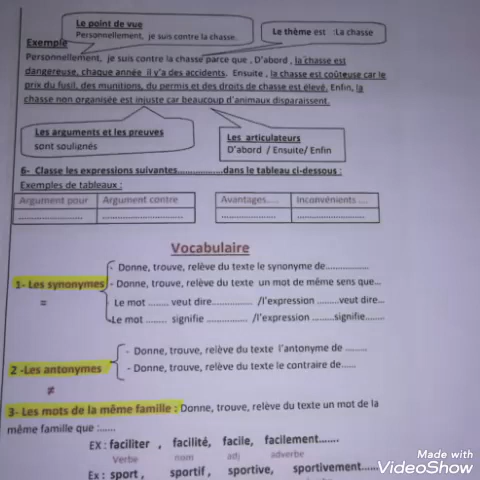 Le point de vue
Personnellement, je suis contre la chasse.
Le thème est :La chasse
Exemple
Personnellement, je suis contre la chasse parce que , D'abord , la chasse est
dangereuse, chaque année il y'a des accidents. Ensuite , la chasse est coûteuse car le
prix du fusil, des munitions, du permis et des droits de chasse est élevé. Enfin, la
chasse non organisée est injuste car beaucoup d'animaux disparaissent.
Les arguments et les preuves
sont soulignés
Les articulateurs
D'abord / Ensuite/ Enfin
6- Classe les expressions suivantes..................dans le tableau ci-dessous :
Exemples de tableaux :
Argument pour Argument contre Avantages.... Inconvénients ....
.................... .......................... ...................... ......................
Vocabulaire
- Donne, trouve, relève du texte le synonyme de.................
1- Les synonymes - Donne, trouve, relève du texte un mot de même sens que...
= Le mot ........ veut dire................ /l'expression .........veut dire...
-Le mot ........ signifie ................ /l'expression .........signifie........
- Donne, trouve, relève du texte l'antonyme de ........
2 -Les antonymes
- Donne, trouve, relève du texte le contraire de.....
≠
3- Les mots de la même famille : Donne, trouve, relève du texte un mot de la
même famille que :......
EX : faciliter , facilité, facile, facilement.......
Verbe nom adj adverbe
Ex : sport , sportif , sportive, sportivement......
Made with
VideoShow